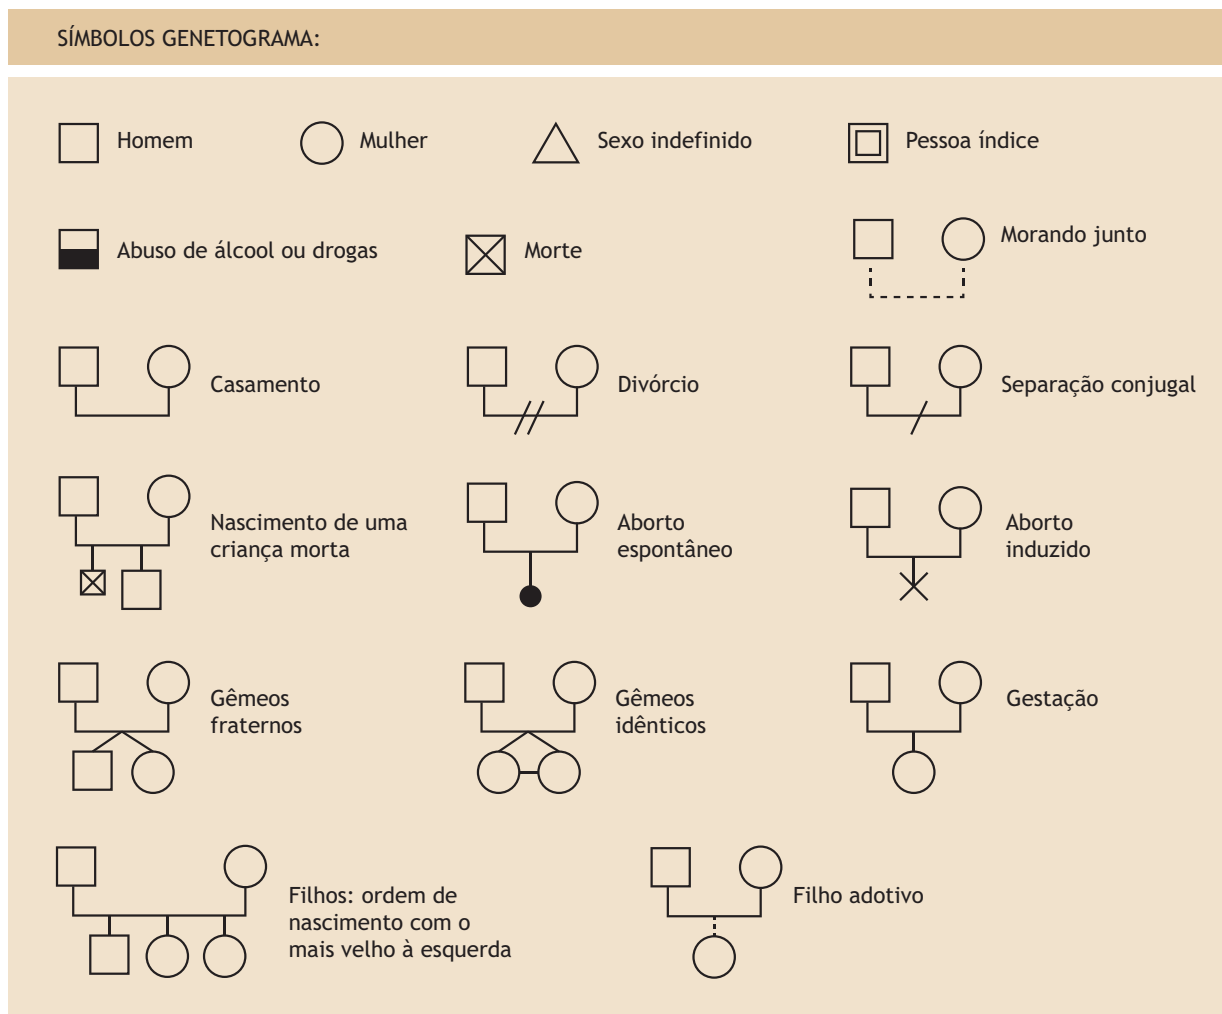 SÍMBOLOS GENETOGRAMA:
Homem
Mulher
Sexo indefinido
Pessoa índice
Abuso de álcool ou drogas
Morte
Morando junto
Casamento
Divórcio
Separação conjugal
Nascimento de uma
criança morta
Aborto
espontâneo
Aborto
induzido
Gêmeos
fraternos
Gêmeos
idênticos
Gestação
Filhos: ordem de
nascimento com o
mais velho à esquerda
Filho adotivo